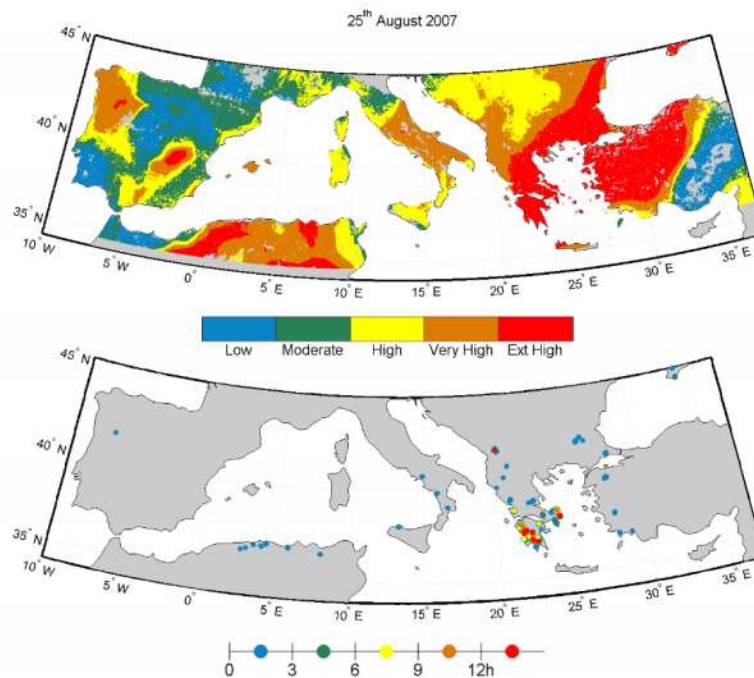 25th August 2007
45° N
40° N
35° N
10° W
5° W
0°
5° E
10° E
15° E
20° E
25° E
30° E
35° E
Low Moderate High Very High Ext High
45° N
40° N
35° N
10° W
5° W
0°
5° E
10° E
15° E
20° E
25° E
30° E
35° E
0 3 6 9 12h